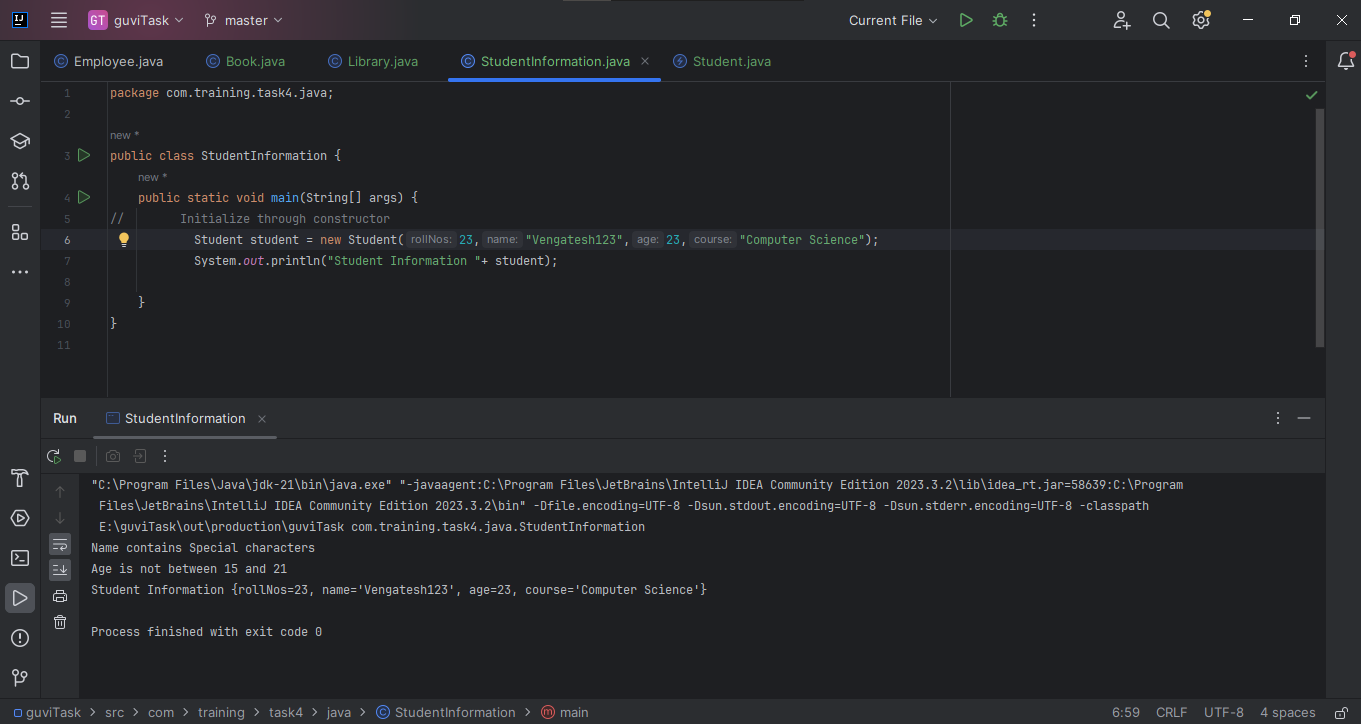 GT guviTask master Current File
Employee.java Book.java Library.java StudentInformation.java Student.java
1 package com.training.task4.java;
2
new *
3 public class StudentInformation {
new *
4 public static void main(String[] args) {
5 // Initialize through constructor
6 Student student = new Student( rollNos: 23, name: "Vengatesh123", age: 23, course: "Computer Science");
7 System.out.println("Student Information "+ student);
8
9 }
10 }
11
Run StudentInformation
"C:\Program Files\Java\jdk-21\bin\java.exe" "-javaagent:C:\Program Files\JetBrains\IntelliJ IDEA Community Edition 2023.3.2\lib\idea_rt.jar=58639:C:\Program
Files\JetBrains\IntelliJ IDEA Community Edition 2023.3.2\bin" -Dfile.encoding=UTF-8 -Dsun.stdout.encoding=UTF-8 -Dsun.stderr.encoding=UTF-8 -classpath
E:\guviTask\out\production\guviTask com.training.task4.java.StudentInformation
Name contains Special characters
Age is not between 15 and 21
Student Information {rollNos=23, name='Vengatesh123', age=23, course='Computer Science'}
Process finished with exit code 0
guviTask > src > com > training > task4 > java > StudentInformation > main 6:59 CRLF UTF-8 4 spaces